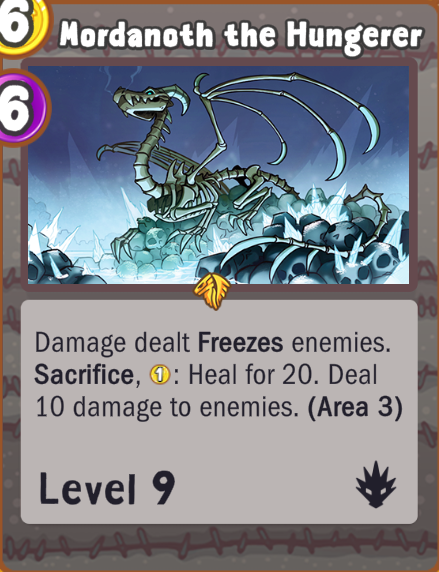 6
Mordanoth the Hungerer
6
Damage dealt Freezes enemies.
Sacrifice, 1: Heal for 20. Deal
10 damage to enemies. (Area 3)
Level 9